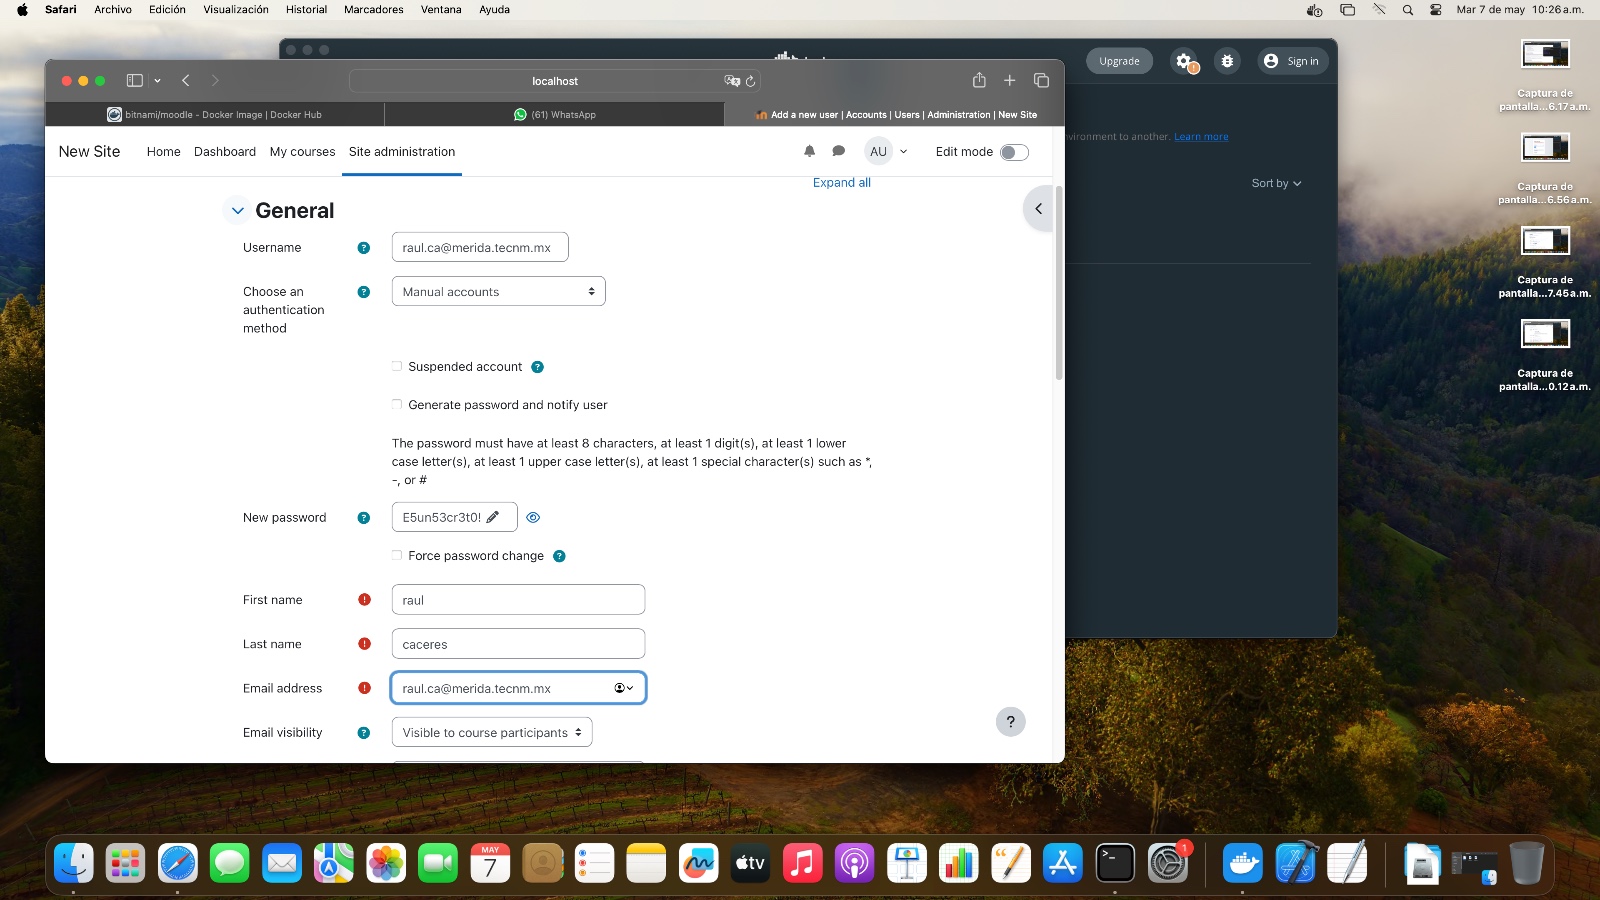 Safari Archivo Edición Visualización Historial Marcadores Ventana Ayuda
Mar 7 de may 10:26 a.m.
Upgrade
Sign in
localhost
bitnami/moodle - Docker Image | Docker Hub
(61) WhatsApp
Add a new user | Accounts | Users | Administration | New Site
Captura de
pantalla...6.17 a.m.
nvironment to another. Learn more
New Site Home Dashboard My courses Site administration
AU
Edit mode
Sort by
Captura de
pantalla...6.56 a.m.
Expand all
General
Username
?
raul.ca@merida.tecnm.mx
Choose an
authentication
method
?
Manual accounts
Captura de
pantalla...7.45 a.m.
Suspended account ?
Captura de
pantalla...0.12 a.m.
Generate password and notify user
The password must have at least 8 characters, at least 1 digit(s), at least 1 lower
case letter(s), at least 1 upper case letter(s), at least 1 special character(s) such as *,
-, or #
New password
?
E5un53cr3t0!
Force password change ?
First name
!
raul
Last name
!
caceres
Email address
!
raul.ca@merida.tecnm.mx
Email visibility
?
Visible to course participants
?
MAY
7
tv
1